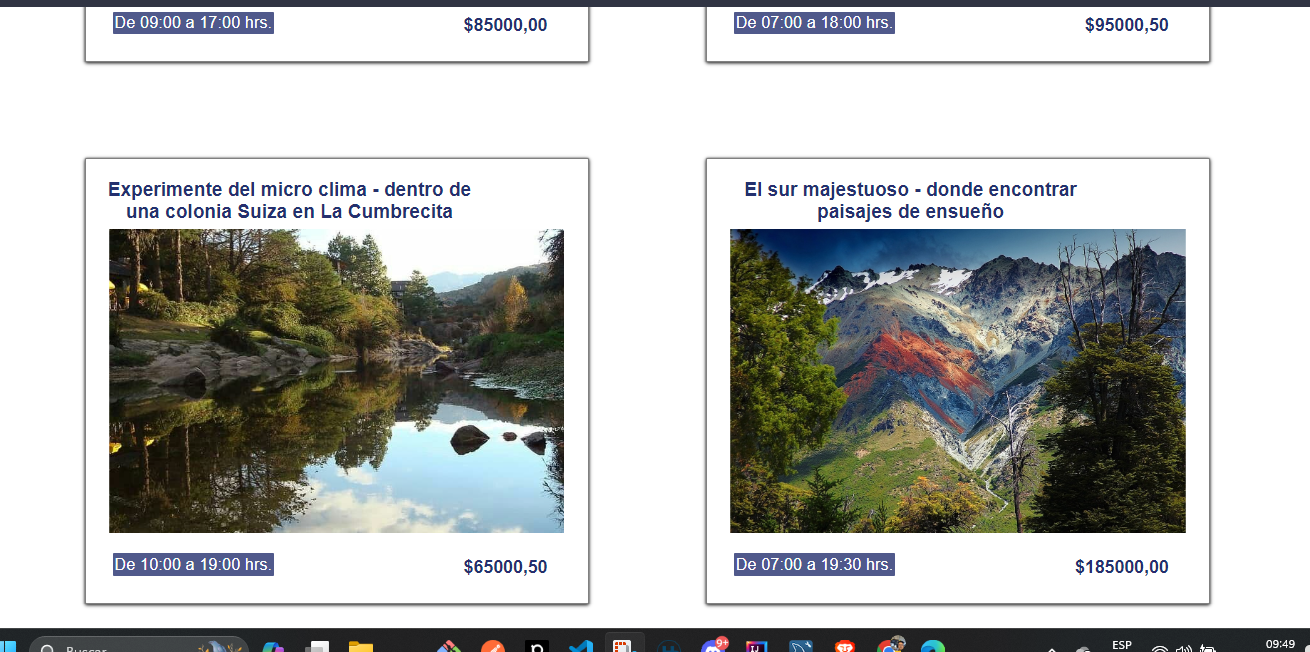 De 09:00 a 17:00 hrs. $85000,00
De 07:00 a 18:00 hrs. $95000,50
Experimente del micro clima - dentro de
una colonia Suiza en La Cumbrecita
De 10:00 a 19:00 hrs. $65000,50
El sur majestuoso - donde encontrar
paisajes de ensueño
De 07:00 a 19:30 hrs. $185000,00
Buscar
9+
ESP
09:49